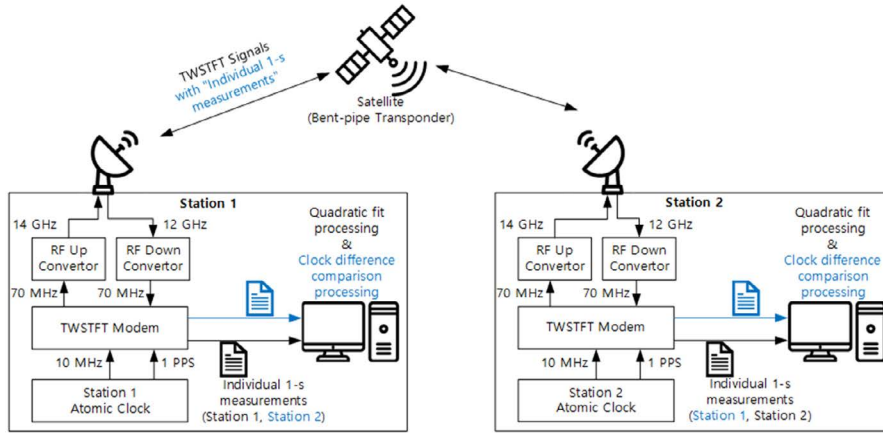 TWSTFT Signals
with "Individual 1-s
measurements"
Satellite
(Bent-pipe Transponder)
Station 1
14 GHz
12 GHz
RF Up
Convertor
RF Down
Convertor
70 MHz
70 MHz
TWSTFT Modem
10 MHz
1 PPS
Station 1
Atomic Clock
Quadratic fit
processing
&
Clock difference
comparison
processing
Individual 1-s
measurements
(Station 1, Station 2)
Station 2
14 GHz
12 GHz
RF Up
Convertor
RF Down
Convertor
70 MHz
70 MHz
TWSTFT Modem
10 MHz
1 PPS
Station 2
Atomic Clock
Quadratic fit
processing
&
Clock difference
comparison
processing
Individual 1-s
measurements
(Station 1, Station 2)